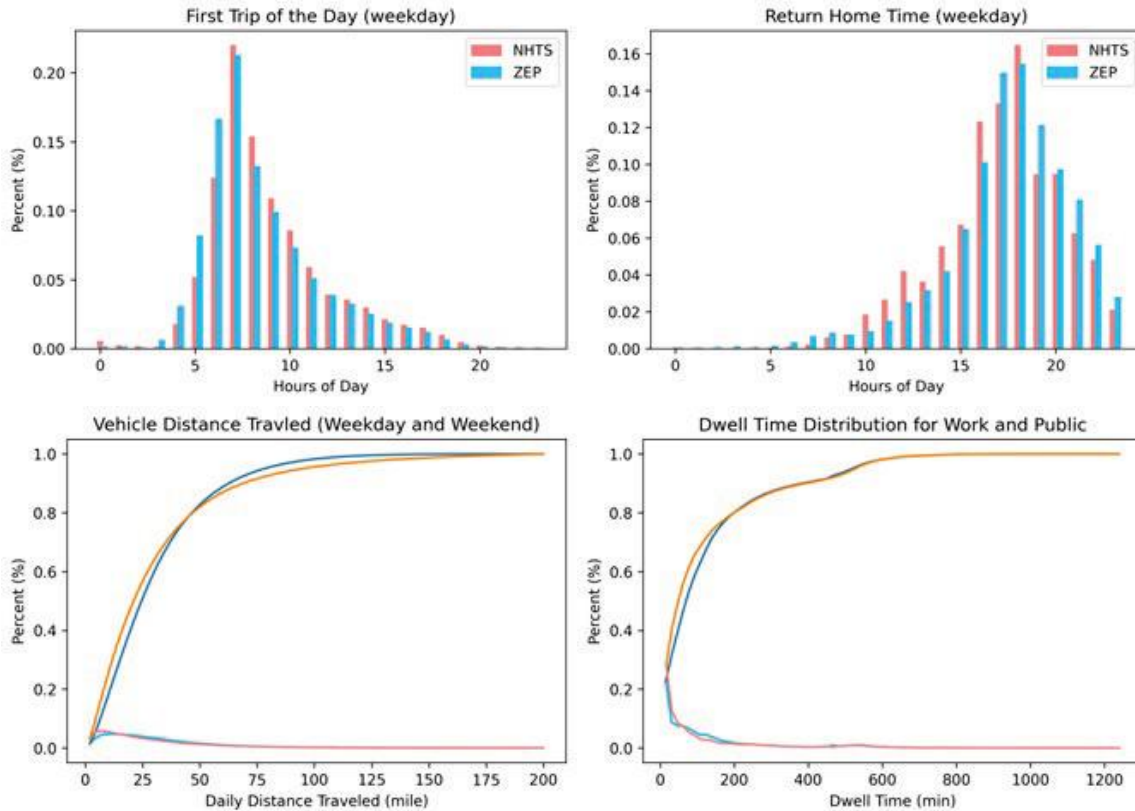 First Trip of the Day (weekday)
NHTS
ZEP
Percent (%)
0.20
0.15
0.10
0.05
0.00
0 5 10 15 20
Hours of Day
Return Home Time (weekday)
NHTS
ZEP
Percent (%)
0.16
0.14
0.12
0.10
0.08
0.06
0.04
0.02
0.00
0 5 10 15 20
Hours of Day
Vehicle Distance Travled (Weekday and Weekend)
Percent (%)
1.0
0.8
0.6
0.4
0.2
0.0
0 25 50 75 100 125 150 175 200
Daily Distance Traveled (mile)
Dwell Time Distribution for Work and Public
Percent (%)
1.0
0.8
0.6
0.4
0.2
0.0
0 200 400 600 800 1000 1200
Dwell Time (min)